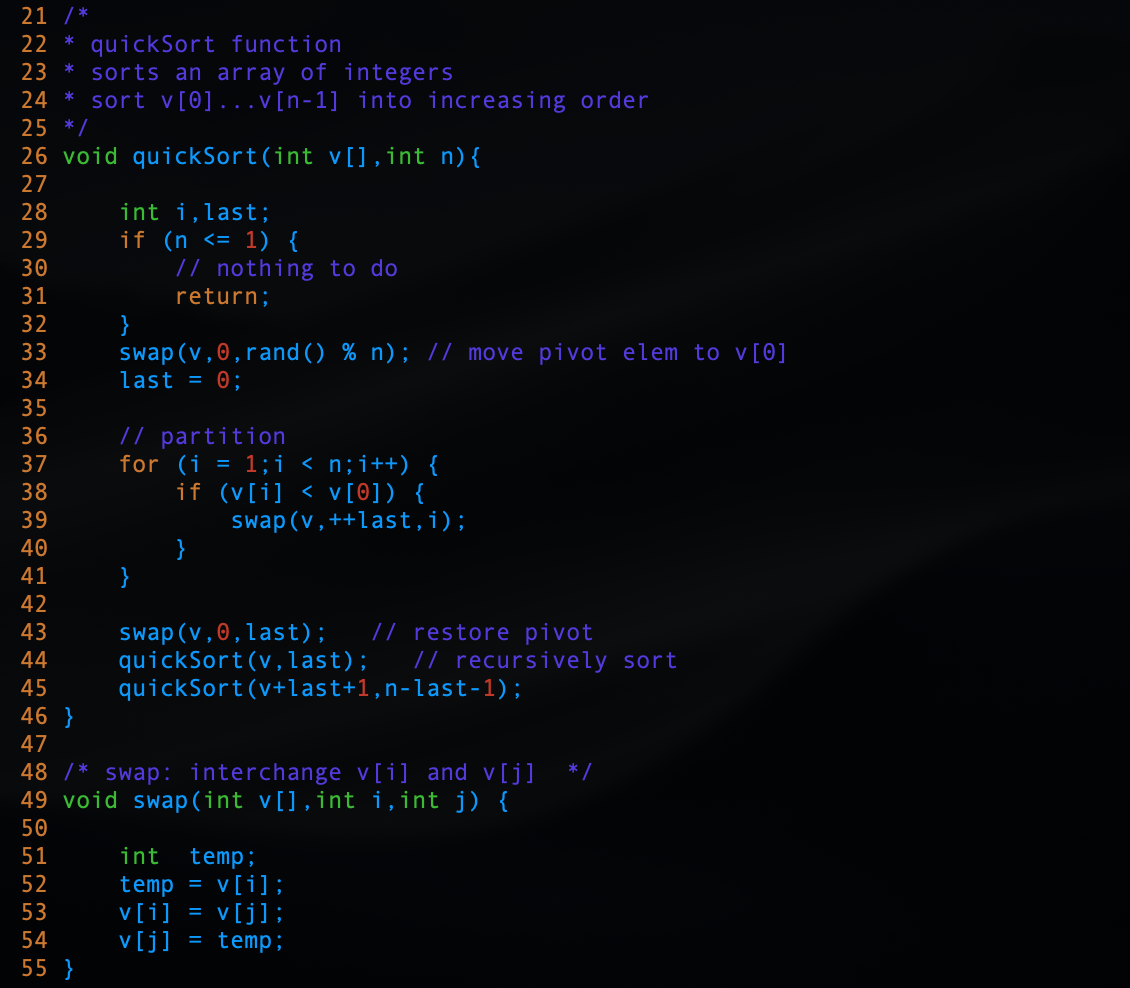 21 /*
22 * quickSort function
23 * sorts an array of integers
24 * sort v[0]...v[n-1] into increasing order
25 */
26 void quickSort(int v[],int n){
27
28     int i,last;
29     if (n <= 1) {
30         // nothing to do
31         return;
32     }
33     swap(v,0,rand() % n); // move pivot elem to v[0]
34     last = 0;
35
36     // partition
37     for (i = 1;i < n;i++) {
38         if (v[i] < v[0]) {
39             swap(v,++last,i);
40         }
41     }
42
43     swap(v,0,last);   // restore pivot
44     quickSort(v,last);   // recursively sort
45     quickSort(v+last+1,n-last-1);
46 }
47
48 /* swap: interchange v[i] and v[j]  */
49 void swap(int v[],int i,int j) {
50
51     int  temp;
52     temp = v[i];
53     v[i] = v[j];
54     v[j] = temp;
55 }